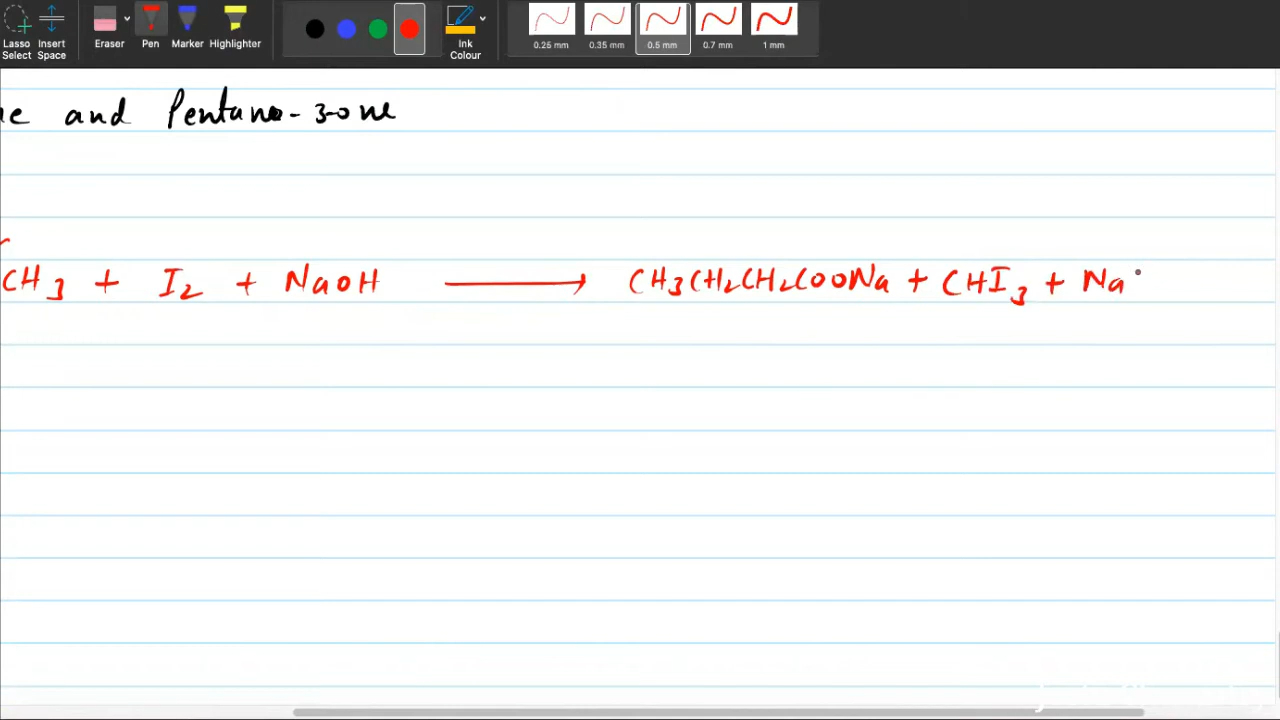 Lasso Select
Insert Space
Eraser
Pen
Marker
Highlighter
Ink Colour
0.25 mm
0.35 mm
0.5 mm
0.7 mm
1 mm
ne and Pentane-3-one
CH3 + I2 + NaOH ⟶ CH3CH2CH2COONa + CHI3 + Na